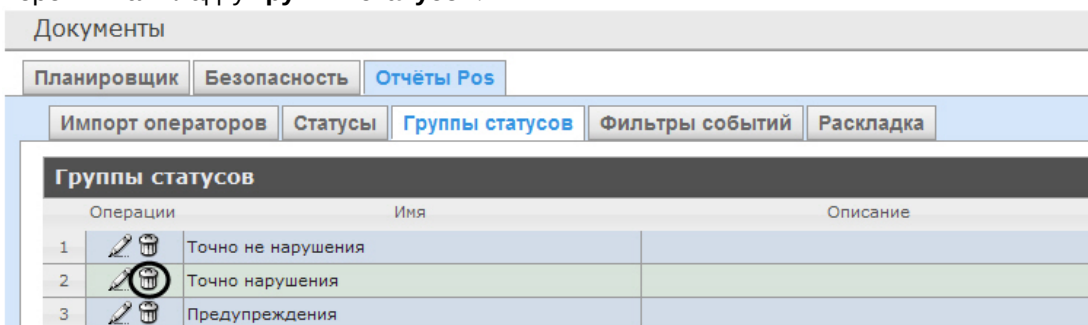 Документы
Планировщик Безопасность Отчёты Pos
Импорт операторов Статусы Группы статусов Фильтры событий Раскладка
Группы статусов
Операции Имя Описание
1 Точно не нарушения
2 Точно нарушения
3 Предупреждения